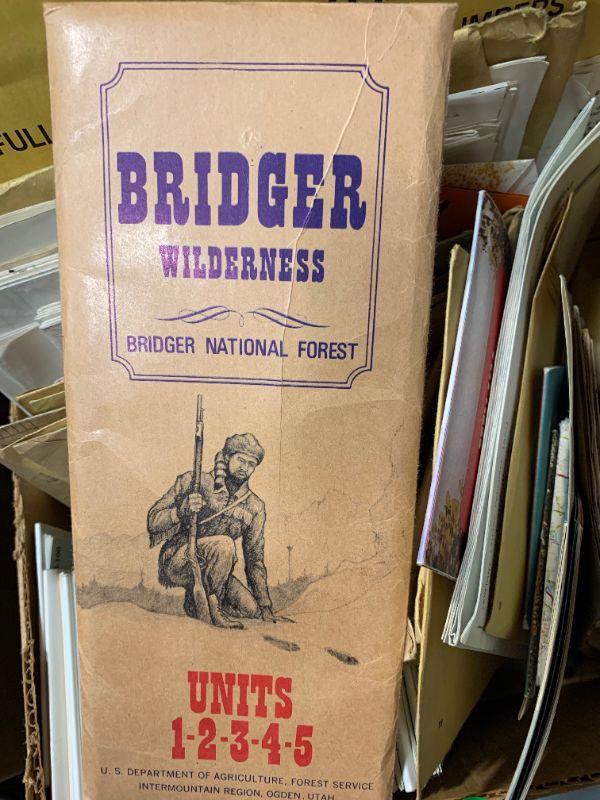 BRIDGER
WILDERNESS
BRIDGER NATIONAL FOREST
UNITS
1-2-3-4-5
U. S. DEPARTMENT OF AGRICULTURE, FOREST SERVICE
INTERMOUNTAIN REGION, OGDEN, UTAH
FULL